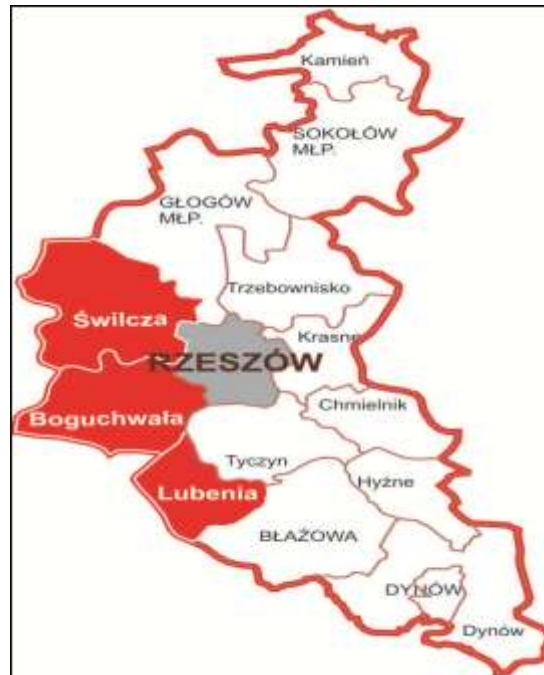 Kamień
SOKOŁÓW
MŁP.
GŁOGÓW
MŁP.
Trzebownisko
Świlcza
Krasne
RZESZÓW
Chmielnik
Boguchwała
Tyczyn
Hyżne
Lubenia
BŁAŻOWA
DYNÓW
Dynów